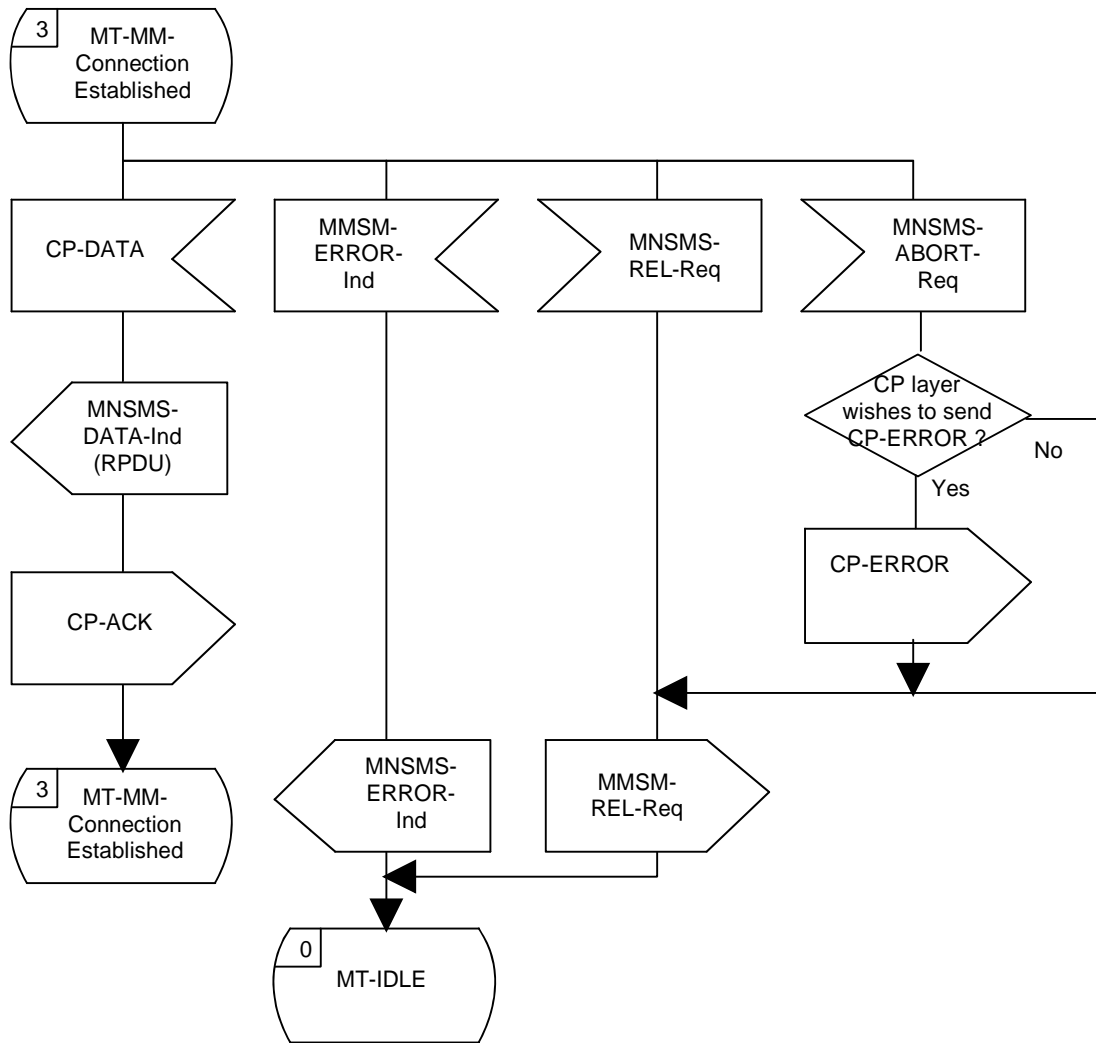 3
MT-MM-
Connection
Established
CP-DATA
MMSM-
ERROR-
Ind
MNSMS-
REL-Req
MNSMS-
ABORT-
Req
MNSMS-
DATA-Ind
(RPDU)
CP layer
wishes to send
CP-ERROR ?
No
Yes
CP-ACK
CP-ERROR
3
MT-MM-
Connection
Established
MNSMS-
ERROR-
Ind
MMSM-
REL-Req
0
MT-IDLE